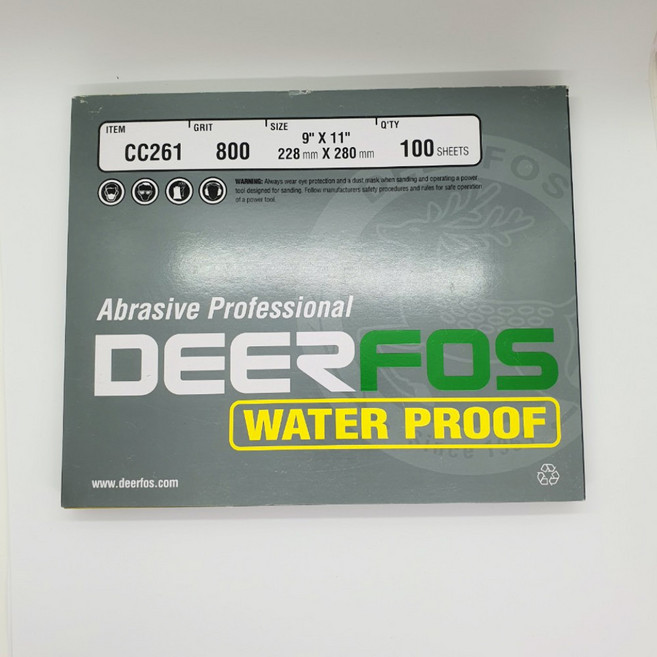 ITEM GRIT SIZE Q'TY
CC261 800 9" X 11" 100 SHEETS
228 mm X 280 mm
WARNING: Always wear eye protection and a dust mask when sanding and operating a power
tool designed for sanding. Follow manufacturers safety procedures and rules for safe operation
of a power tool.
Abrasive Professional
DEERFOS
WATER PROOF
since
www.deerfos.com